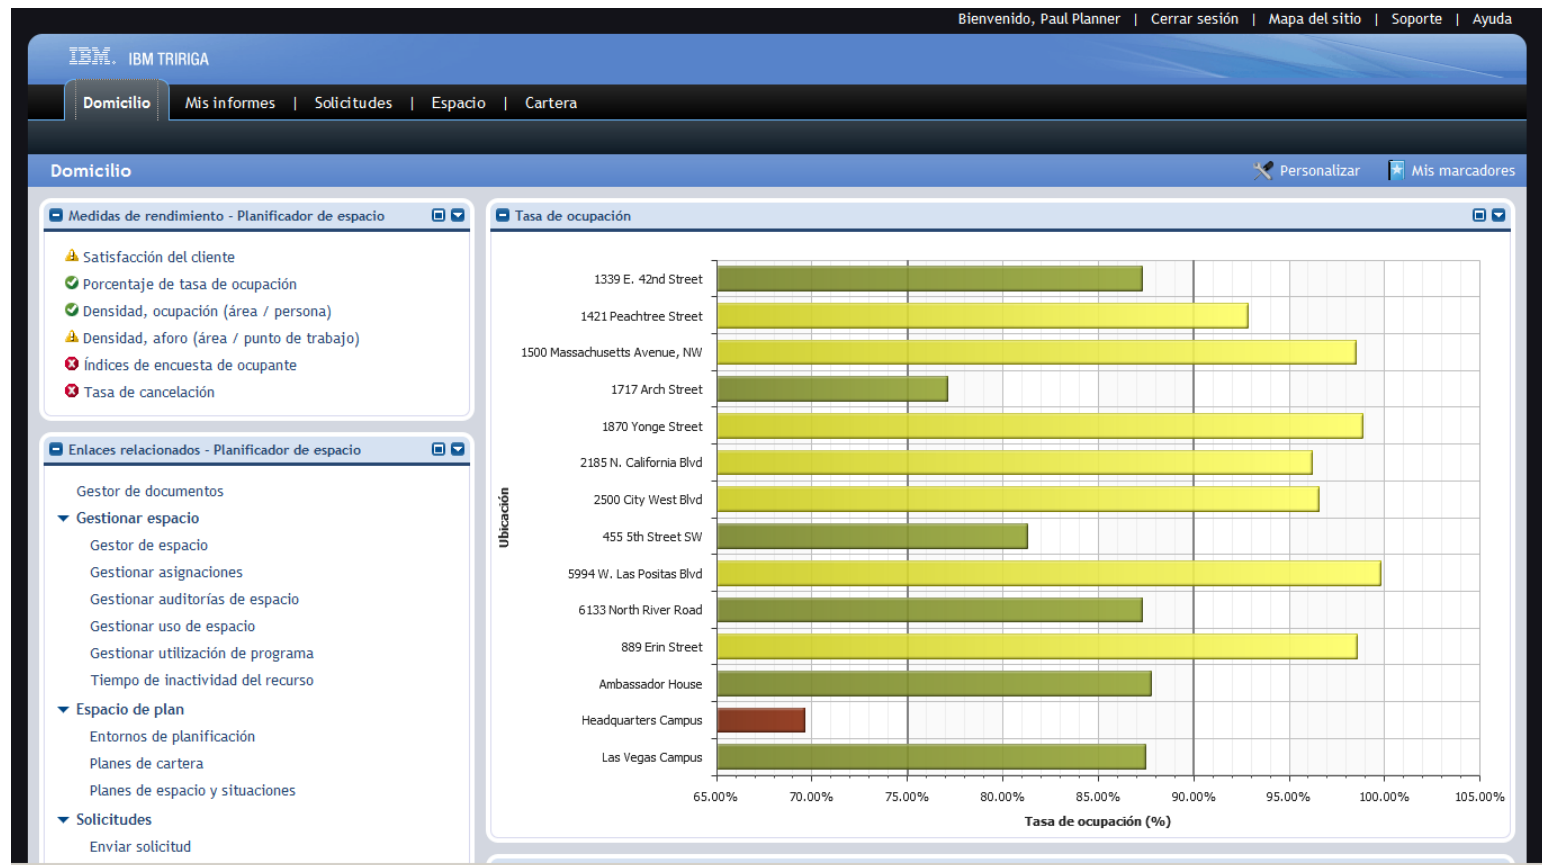 Bienvenido, Paul Planner | Cerrar sesión | Mapa del sitio | Soporte | Ayuda
IBM. IBM TRIRIGA
Domicilio Mis informes | Solicitudes | Espacio | Cartera
Domicilio Personalizar Mis marcadores
Medidas de rendimiento - Planificador de espacio
Satisfacción del cliente
Porcentaje de tasa de ocupación
Densidad, ocupación (área / persona)
Densidad, aforo (área / punto de trabajo)
Índices de encuesta de ocupante
Tasa de cancelación
Enlaces relacionados - Planificador de espacio
Gestor de documentos
Gestionar espacio
Gestor de espacio
Gestionar asignaciones
Gestionar auditorías de espacio
Gestionar uso de espacio
Gestionar utilización de programa
Tiempo de inactividad del recurso
Espacio de plan
Entornos de planificación
Planes de cartera
Planes de espacio y situaciones
Solicitudes
Enviar solicitud
Tasa de ocupación
Ubicación
1339 E. 42nd Street
1421 Peachtree Street
1500 Massachusetts Avenue, NW
1717 Arch Street
1870 Yonge Street
2185 N. California Blvd
2500 City West Blvd
455 5th Street SW
5994 W. Las Positas Blvd
6133 North River Road
889 Erin Street
Ambassador House
Headquarters Campus
Las Vegas Campus
65.00% 70.00% 75.00% 80.00% 85.00% 90.00% 95.00% 100.00% 105.00%
Tasa de ocupación (%)